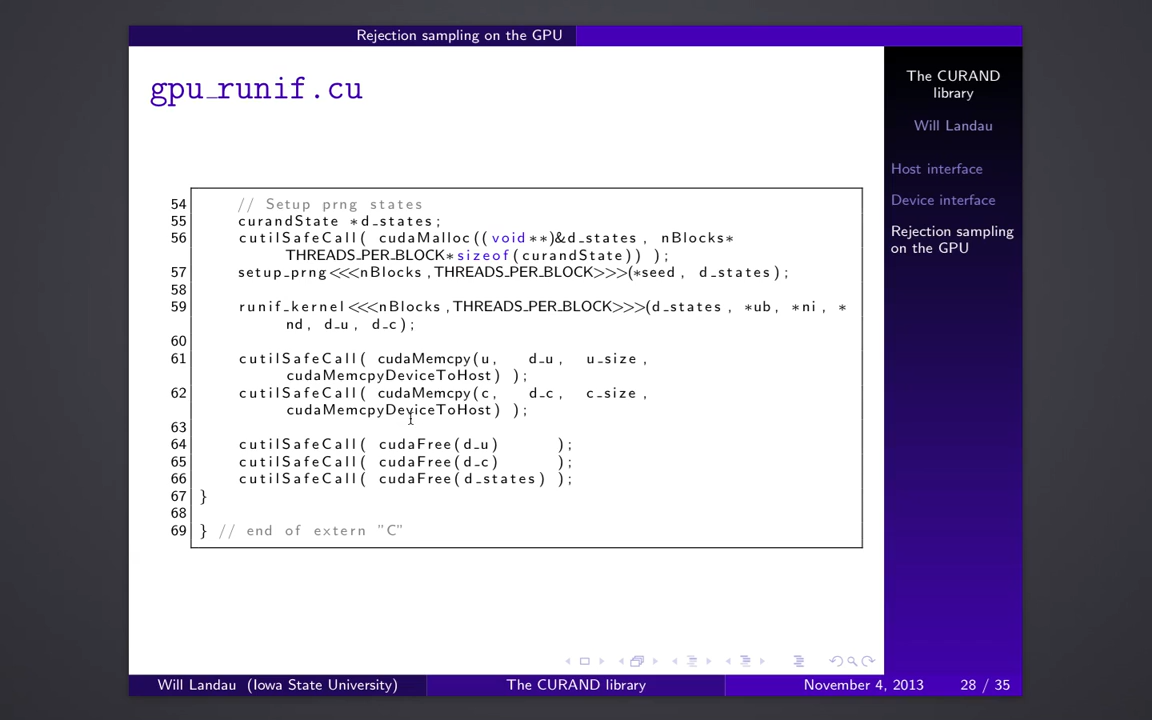 Rejection sampling on the GPU
gpu_runif.cu
54 // Setup prng states
55 curandState *d_states;
56 cutilSafeCall( cudaMalloc((void**)&d_states, nBlocks*
THREADS_PER_BLOCK*sizeof(curandState)) );
57 setup_prng<<<nBlocks,THREADS_PER_BLOCK>>>(*seed, d_states);
58
59 runif_kernel<<<nBlocks,THREADS_PER_BLOCK>>>(d_states, *ub, *ni, *
nd, d_u, d_c);
60
61 cutilSafeCall( cudaMemcpy(u, d_u, u_size,
cudaMemcpyDeviceToHost) );
62 cutilSafeCall( cudaMemcpy(c, d_c, c_size,
cudaMemcpyDeviceToHost) );
63
64 cutilSafeCall( cudaFree(d_u) );
65 cutilSafeCall( cudaFree(d_c) );
66 cutilSafeCall( cudaFree(d_states) );
67 }
68
69 } // end of extern "C"
The CURAND
library
Will Landau
Host interface
Device interface
Rejection sampling
on the GPU
Will Landau (Iowa State University)
The CURAND library
November 4, 2013
28 / 35